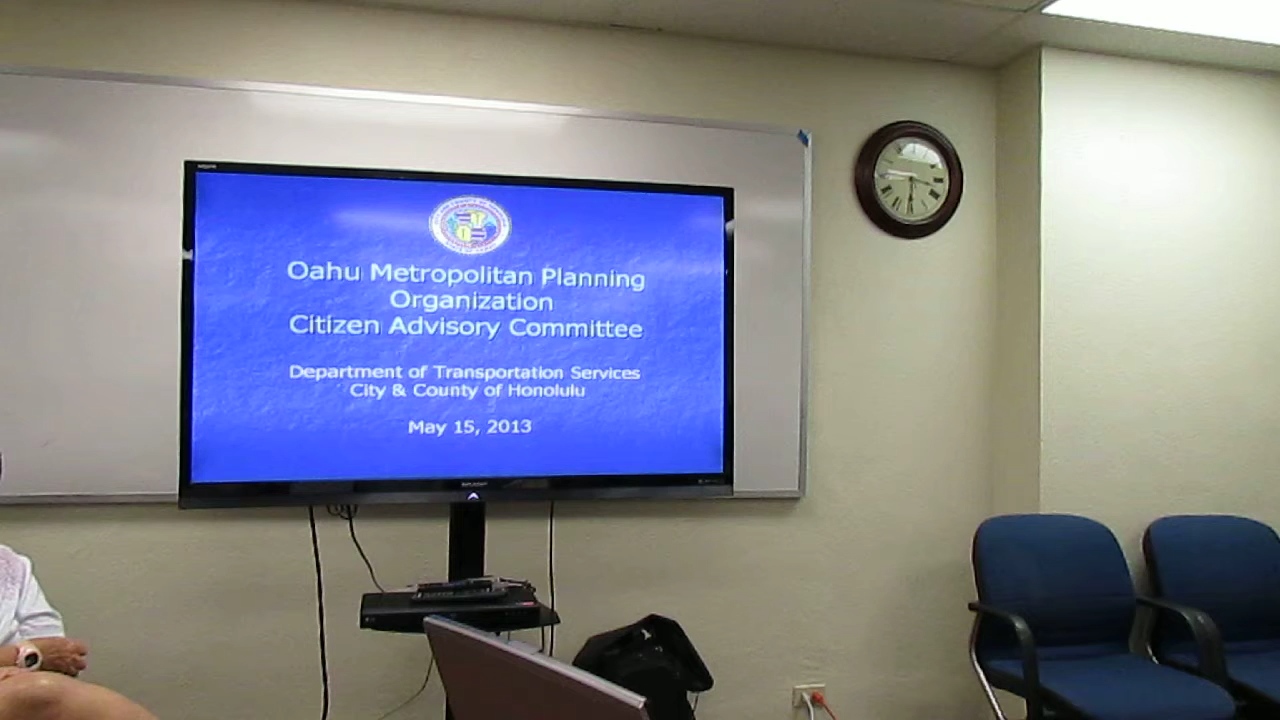 Oahu Metropolitan Planning
Organization
Citizen Advisory Committee
Department of Transportation Services
City & County of Honolulu
May 15, 2013